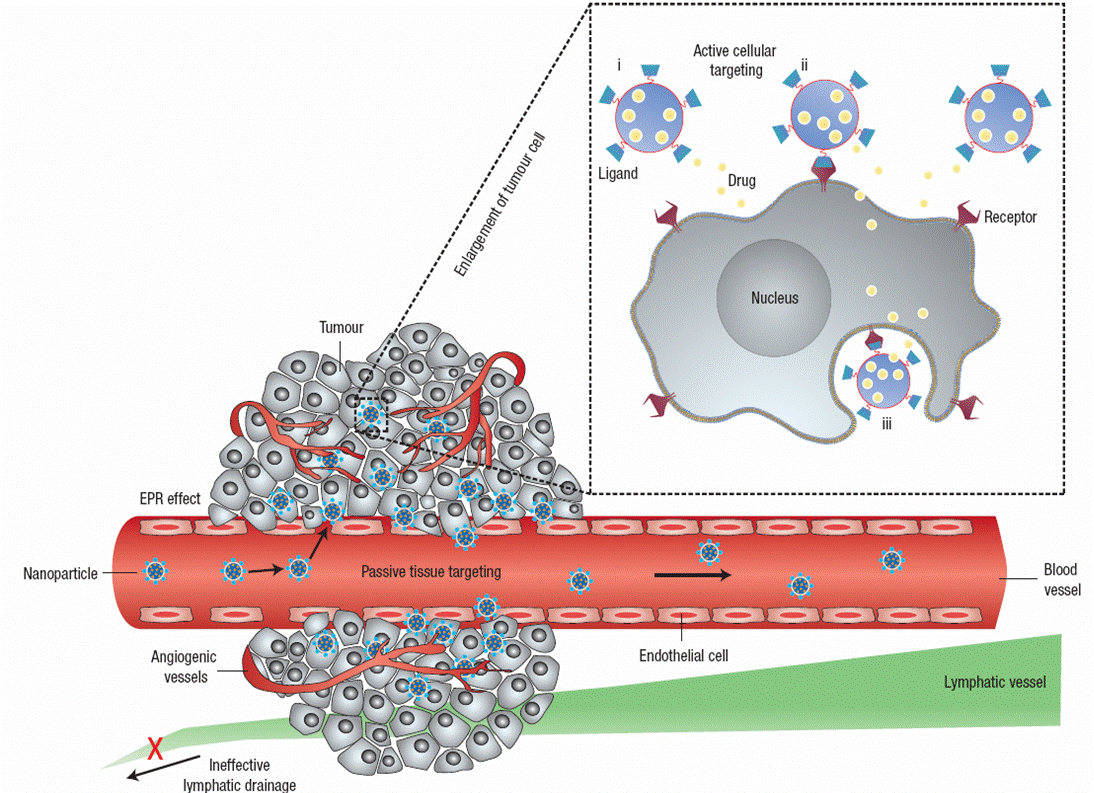 Active cellular
targeting
i
ii
Ligand
Drug
Receptor
Nucleus
iii
Enlargement of tumour cell
Tumour
EPR effect
Nanoparticle
Passive tissue targeting
Blood
vessel
Angiogenic
vessels
Endothelial cell
Lymphatic vessel
X
Ineffective
lymphatic drainage